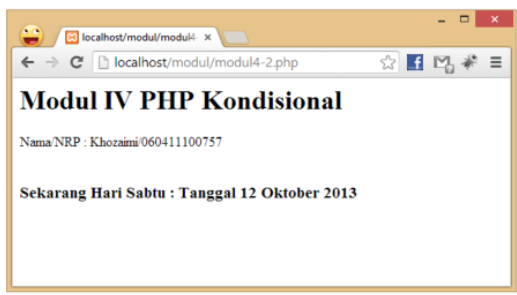 localhost/modul/modul4-
localhost/modul/modul4-2.php
Modul IV PHP Kondisional
Nama/NRP : Khozaimi/060411100757
Sekarang Hari Sabtu : Tanggal 12 Oktober 2013